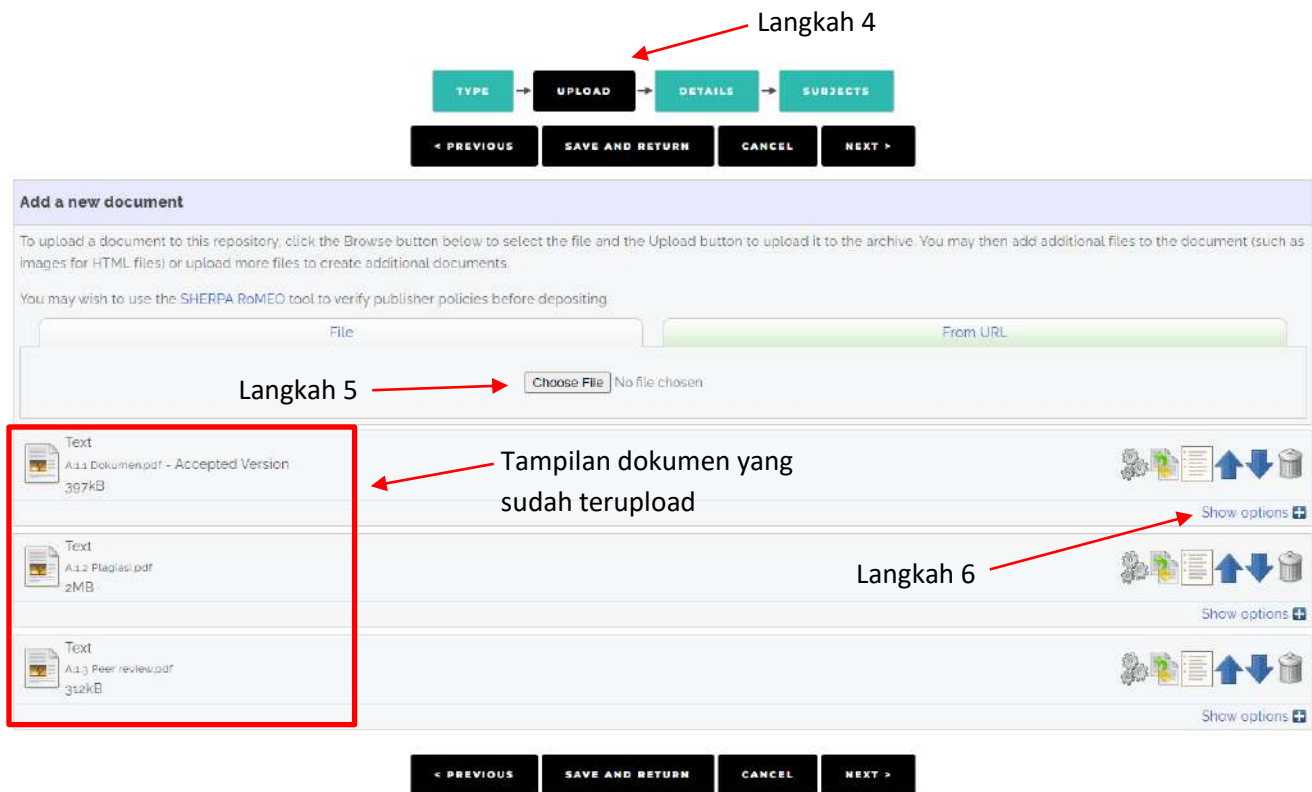 Langkah 4
TYPE UPLOAD DETAILS SUBJECTS
< PREVIOUS SAVE AND RETURN CANCEL NEXT >
Add a new document
To upload a document to this repository, click the Browse button below to select the file and the Upload button to upload it to the archive. You may then add additional files to the document (such as
images for HTML files) or upload more files to create additional documents.
You may wish to use the SHERPA RoMEO tool to verify publisher policies before depositing.
File From URL
Langkah 5 Choose File No file chosen
Text
A.1.1 Dokumen.pdf - Accepted Version
397kB
Tampilan dokumen yang
sudah terupload
Show options
Text
A.1.2 Plagiasi.pdf
2MB
Langkah 6
Show options
Text
A.1.3 Peer review.pdf
312kB
Show options
< PREVIOUS SAVE AND RETURN CANCEL NEXT >